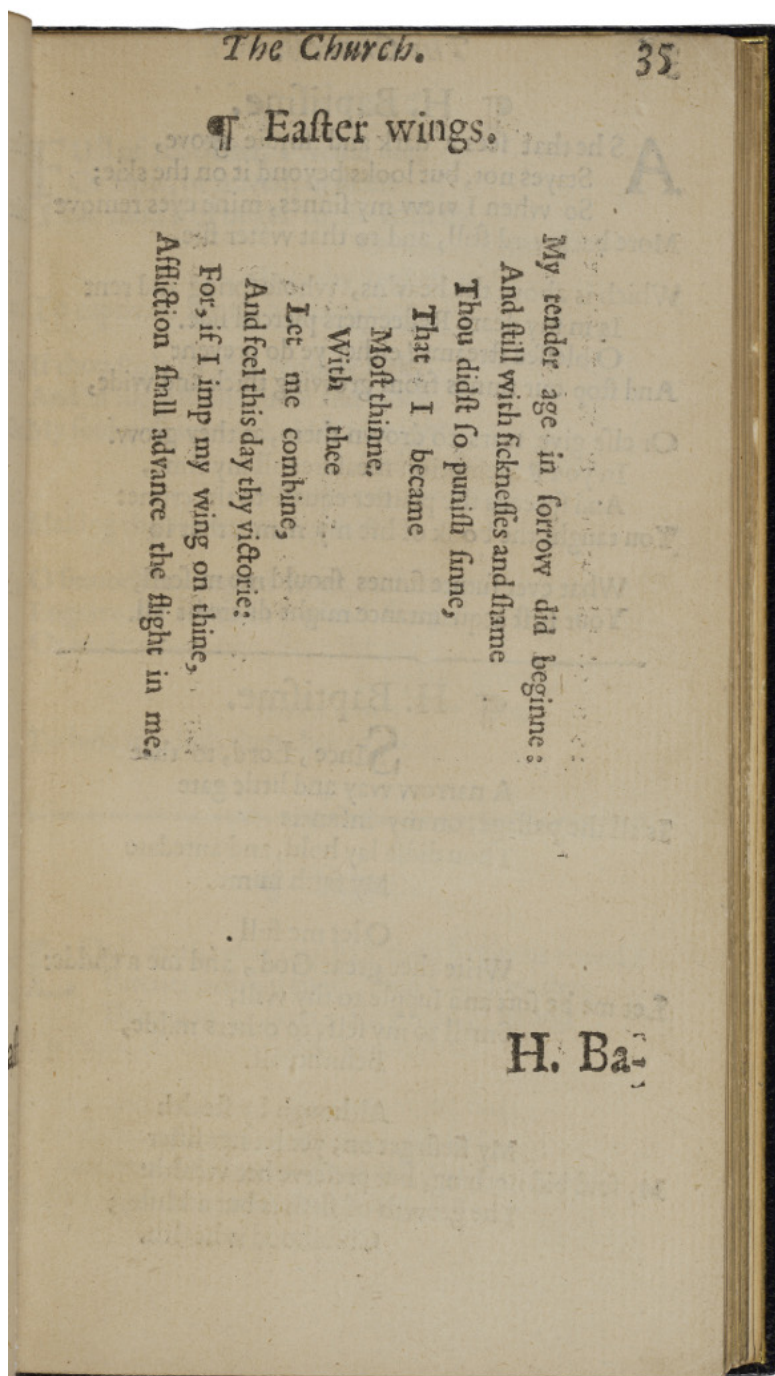 The Church. 35
¶ Eaſter wings.
My tender age in ſorrow did beginne :
And ſtill with ſickneſſes and ſhame
Thou didſt ſo puniſh ſinne,
That I became
Moſt thinne.
With thee
Let me combine,
And feel this day thy victorie:
For, if I imp my wing on thine,
Affliction ſhall advance the flight in me.
H. Ba-